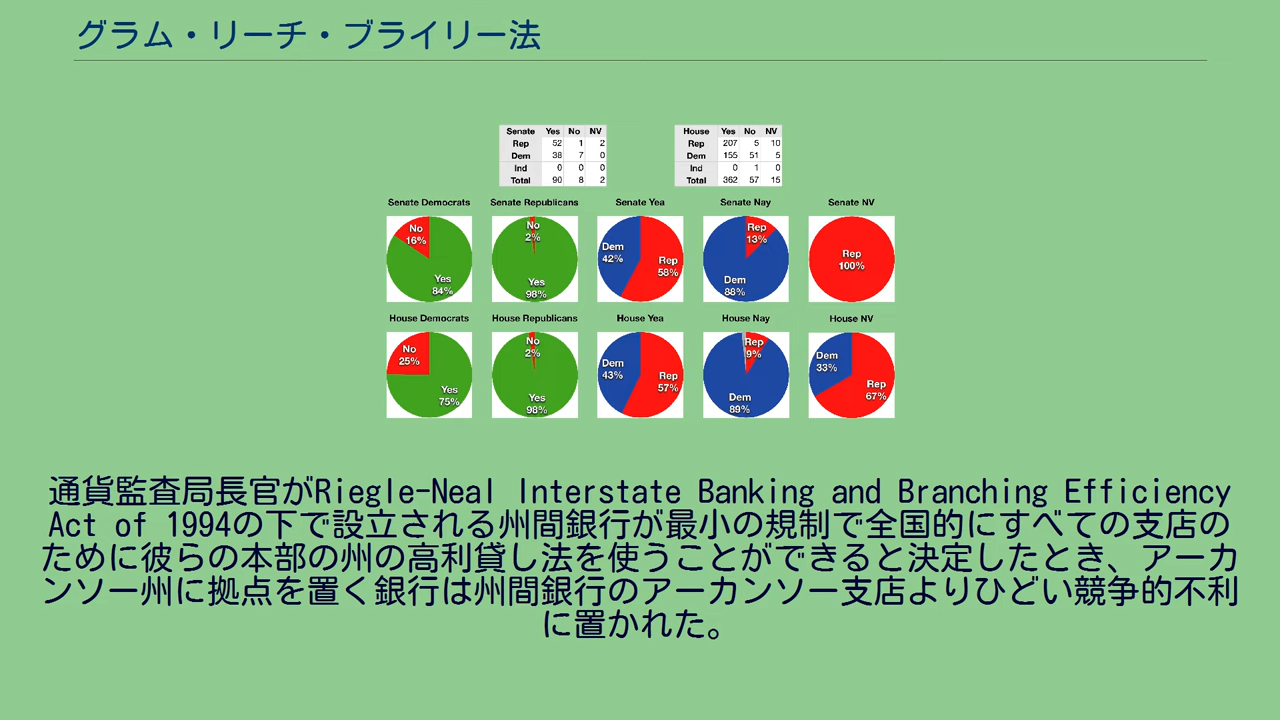 グラム・リーチ・ブライリー法
Senate Yes No NV
Rep 52 1 2
Dem 38 7 0
Ind 0 0 0
Total 90 8 2
House Yes No NV
Rep 207 5 10
Dem 155 51 5
Ind 0 1 0
Total 362 57 15
Senate Democrats
No
16%
Yes
84%
Senate Republicans
No
2%
Yes
98%
Senate Yea
Dem
42%
Rep
58%
Senate Nay
Rep
13%
Dem
88%
Senate NV
Rep
100%
House Democrats
No
25%
Yes
75%
House Republicans
No
2%
Yes
98%
House Yea
Dem
43%
Rep
57%
House Nay
Rep
9%
Dem
89%
House NV
Dem
33%
Rep
67%
通貨監査局長官がRiegle-Neal Interstate Banking and Branching Efficiency
Act of 1994の下で設立される州間銀行が最小の規制で全国的にすべての支店の
ために彼らの本部の州の高利貸し法を使うことができると決定したとき、アーカ
ンソー州に拠点を置く銀行は州間銀行のアーカンソー支店よりひどい競争的不利
に置かれた。